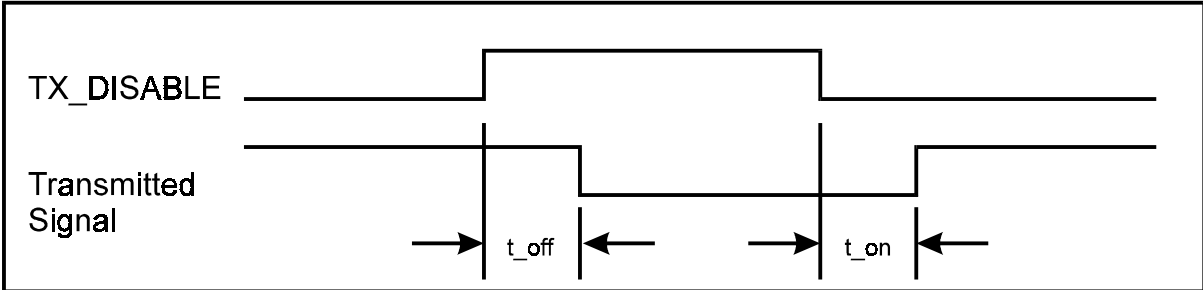 TX_DISABLE
Transmitted
Signal
t_off
t_on